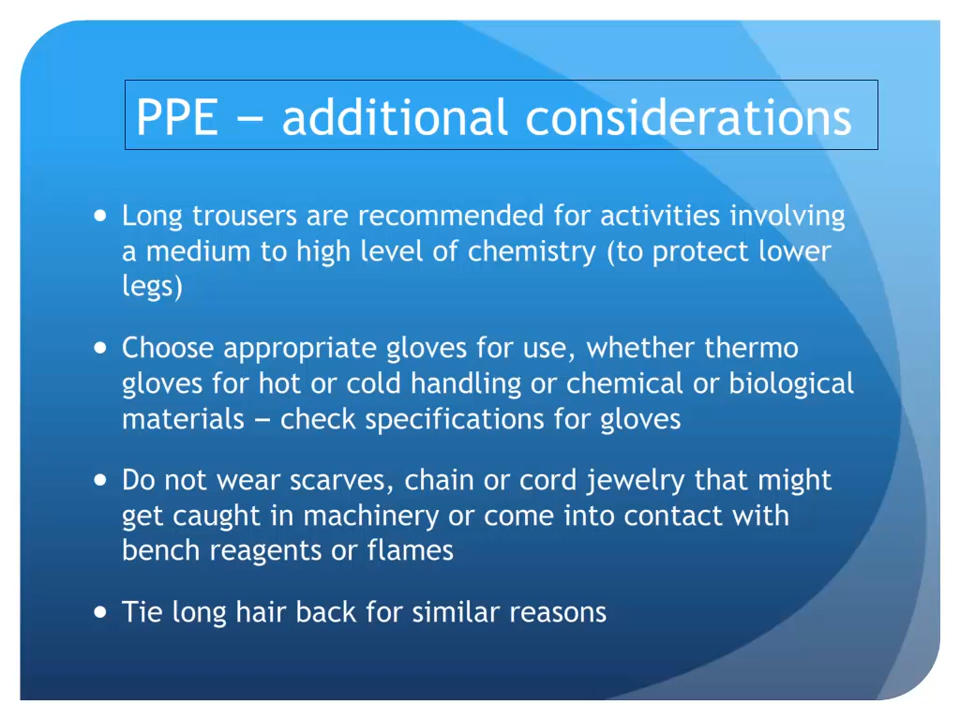 PPE – additional considerations
• Long trousers are recommended for activities involving
a medium to high level of chemistry (to protect lower
legs)
• Choose appropriate gloves for use, whether thermo
gloves for hot or cold handling or chemical or biological
materials – check specifications for gloves
• Do not wear scarves, chain or cord jewelry that might
get caught in machinery or come into contact with
bench reagents or flames
• Tie long hair back for similar reasons